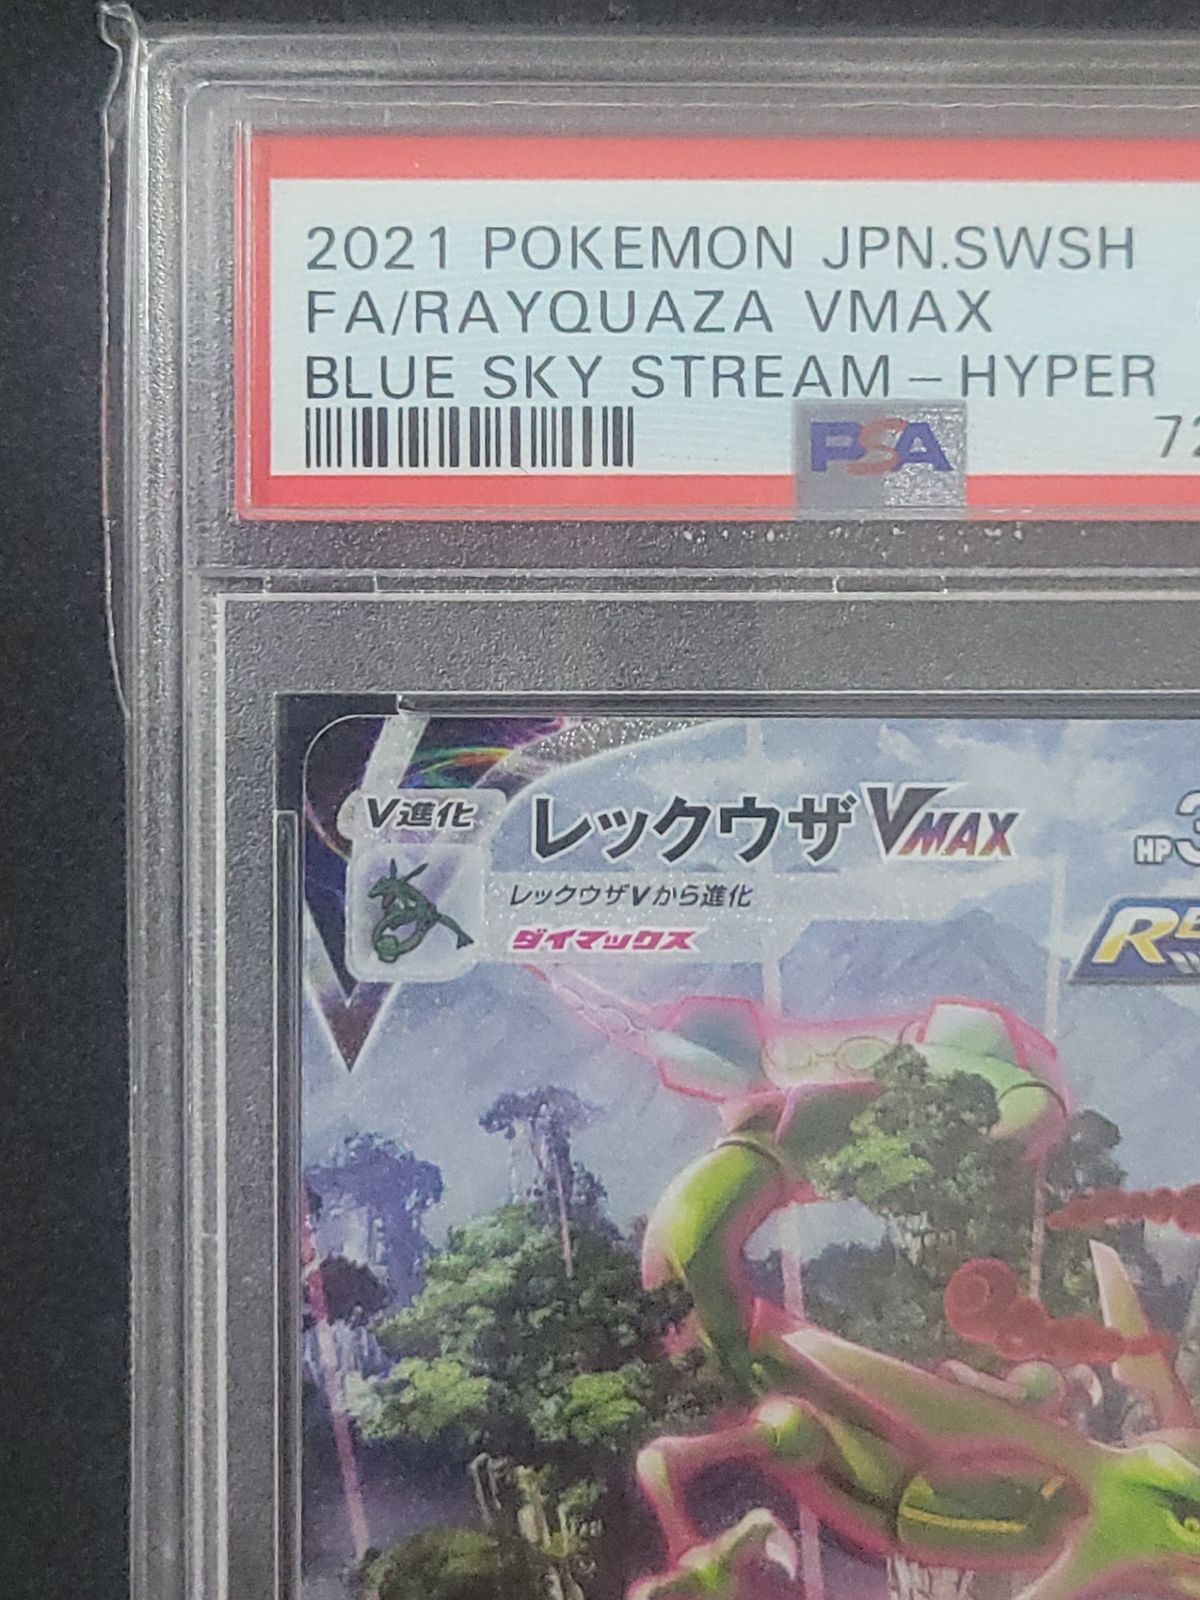 2021 POKEMON JPN.SWSH
FA/RAYQUAZA VMAX
BLUE SKY STREAM – HYPER
PSA
V進化
レックウザVMAX
HP
レックウザVから進化
ダイマックス